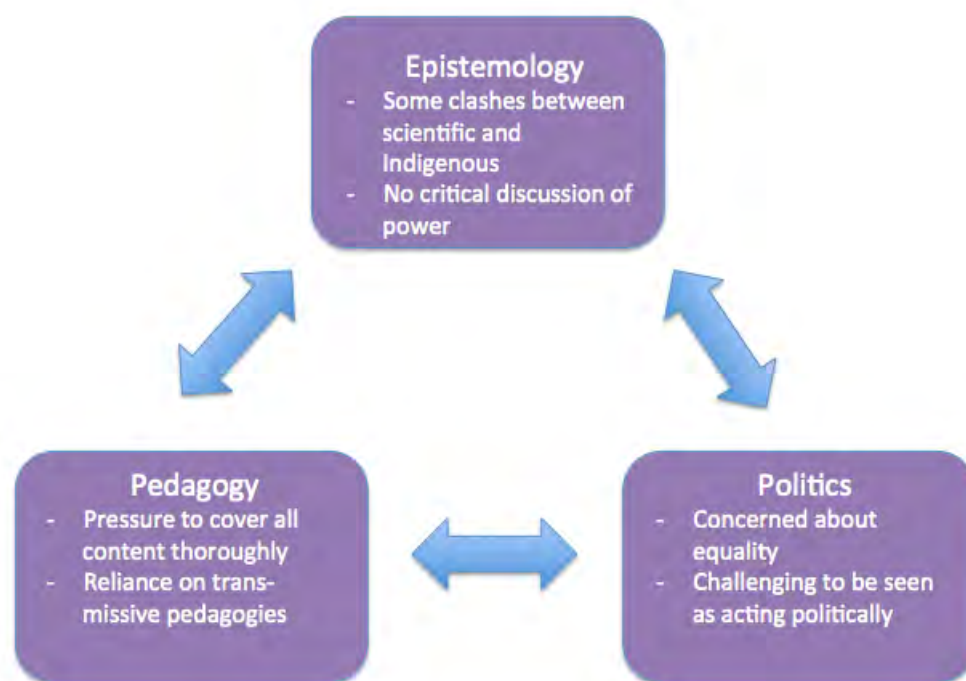 Epistemology
- Some clashes between
scientific and
Indigenous
- No critical discussion of
power
Pedagogy
- Pressure to cover all
content thoroughly
- Reliance on trans-
missive pedagogies
Politics
- Concerned about
equality
- Challenging to be seen
as acting politically